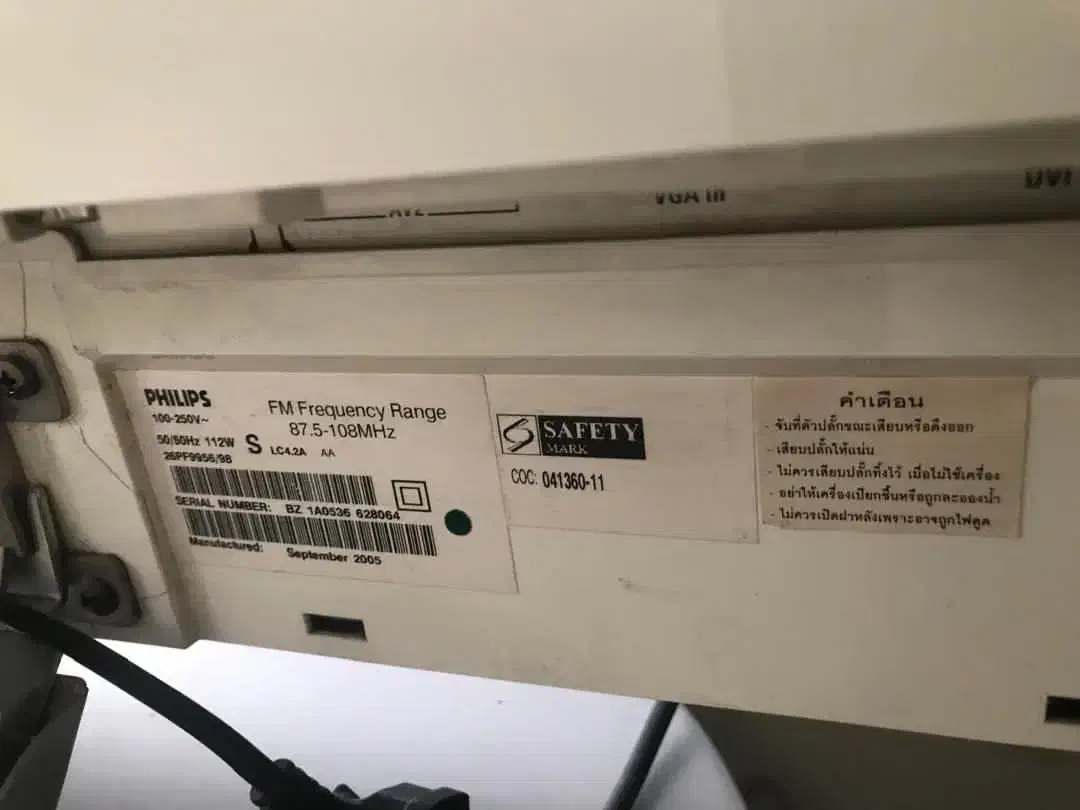 AV2
VGA in
DVI
PHILIPS
100-250V~
50/60Hz 112W
26PF9956/98
S
LC4.2A AA
FM Frequency Range
87.5-108MHz
SERIAL NUMBER: BZ 1A0536 628064
Manufactured: September 2005
SAFETY
MARK
COC: 041360-11
คำเตือน
- จับที่ตัวปลั๊กขณะเสียบหรือดึงออก
- เสียบปลั๊กให้แน่น
- ไม่ควรเสียบปลั๊กทิ้งไว้ เมื่อไม่ใช้เครื่อง
- อย่าให้เครื่องเปียกชื้นหรือถูกละอองน้ำ
- ไม่ควรเปิดฝาหลังเพราะอาจถูกไฟดูด